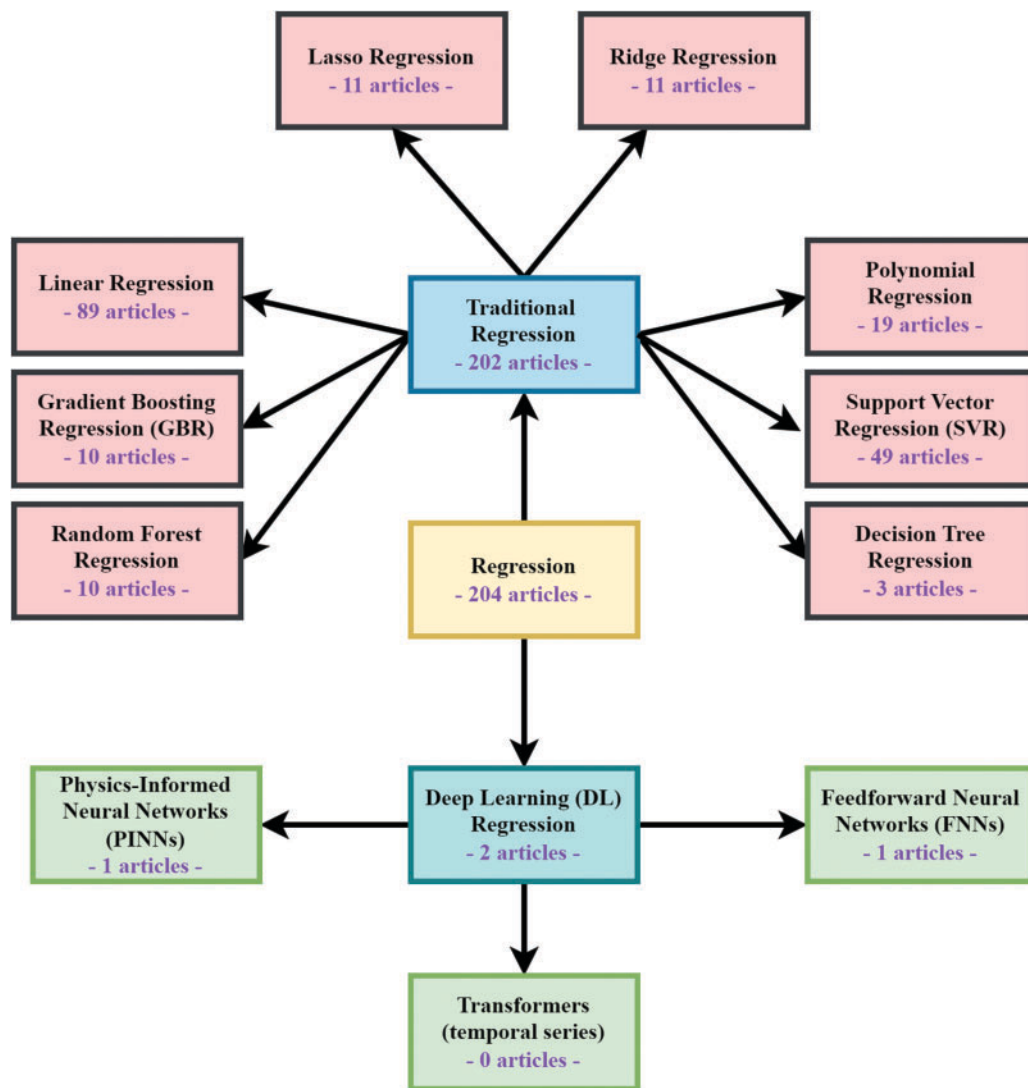 Lasso Regression
- 11 articles -
Ridge Regression
- 11 articles -
Linear Regression
- 89 articles -
Traditional
Regression
- 202 articles -
Polynomial
Regression
- 19 articles -
Gradient Boosting
Regression (GBR)
- 10 articles -
Support Vector
Regression (SVR)
- 49 articles -
Random Forest
Regression
- 10 articles -
Regression
- 204 articles -
Decision Tree
Regression
- 3 articles -
Physics-Informed
Neural Networks
(PINNs)
- 1 articles -
Deep Learning (DL)
Regression
- 2 articles -
Feedforward Neural
Networks (FNNs)
- 1 articles -
Transformers
(temporal series)
- 0 articles -